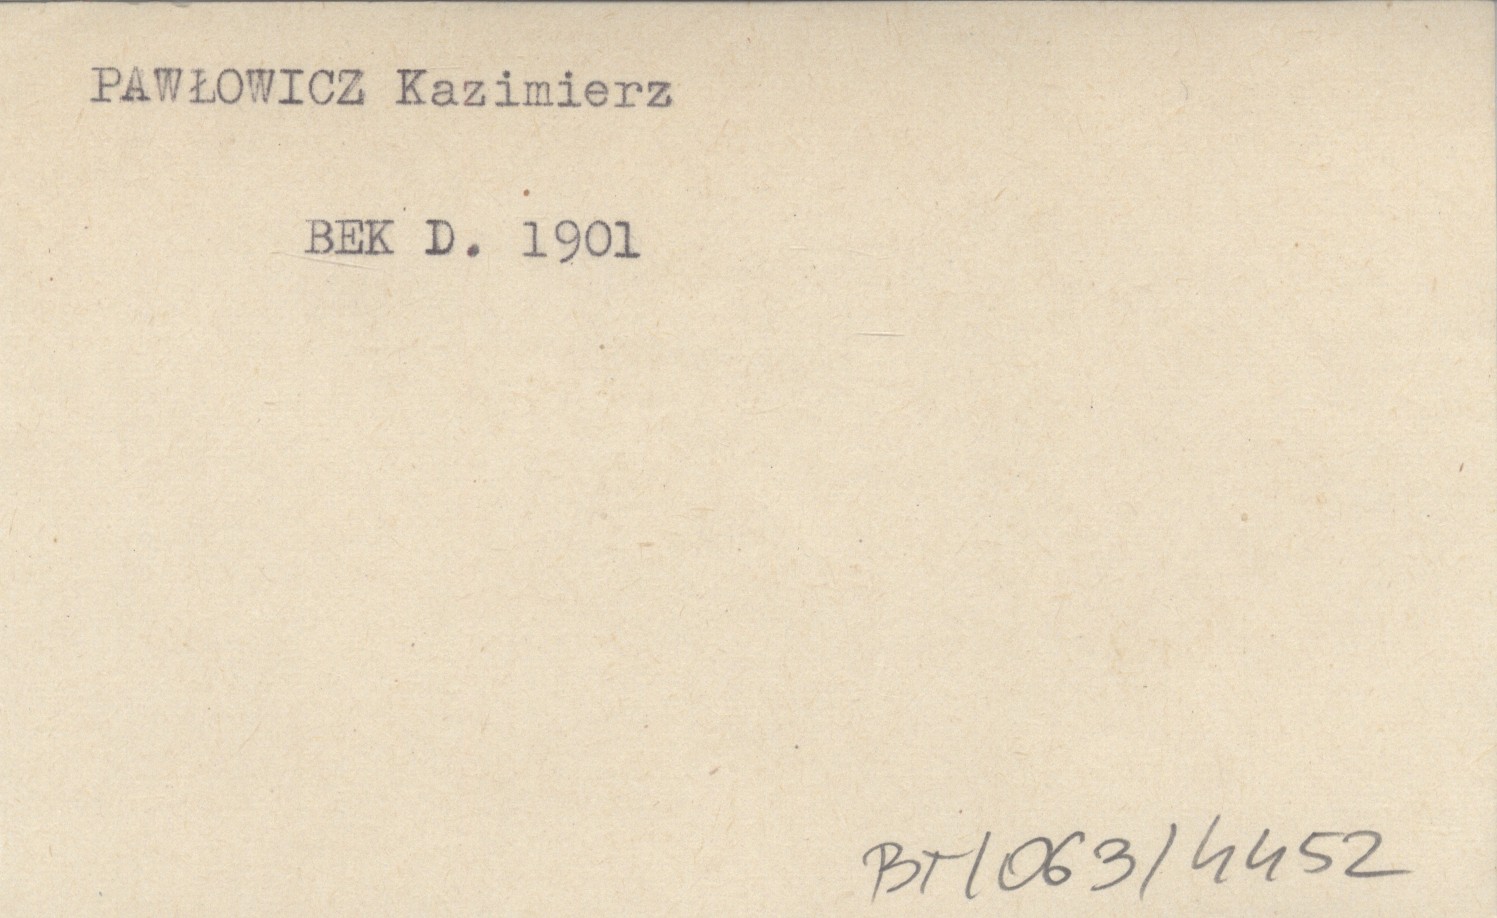 PAWŁOWICZ Kazimierz
BEK D. 1901
BT/063/4452